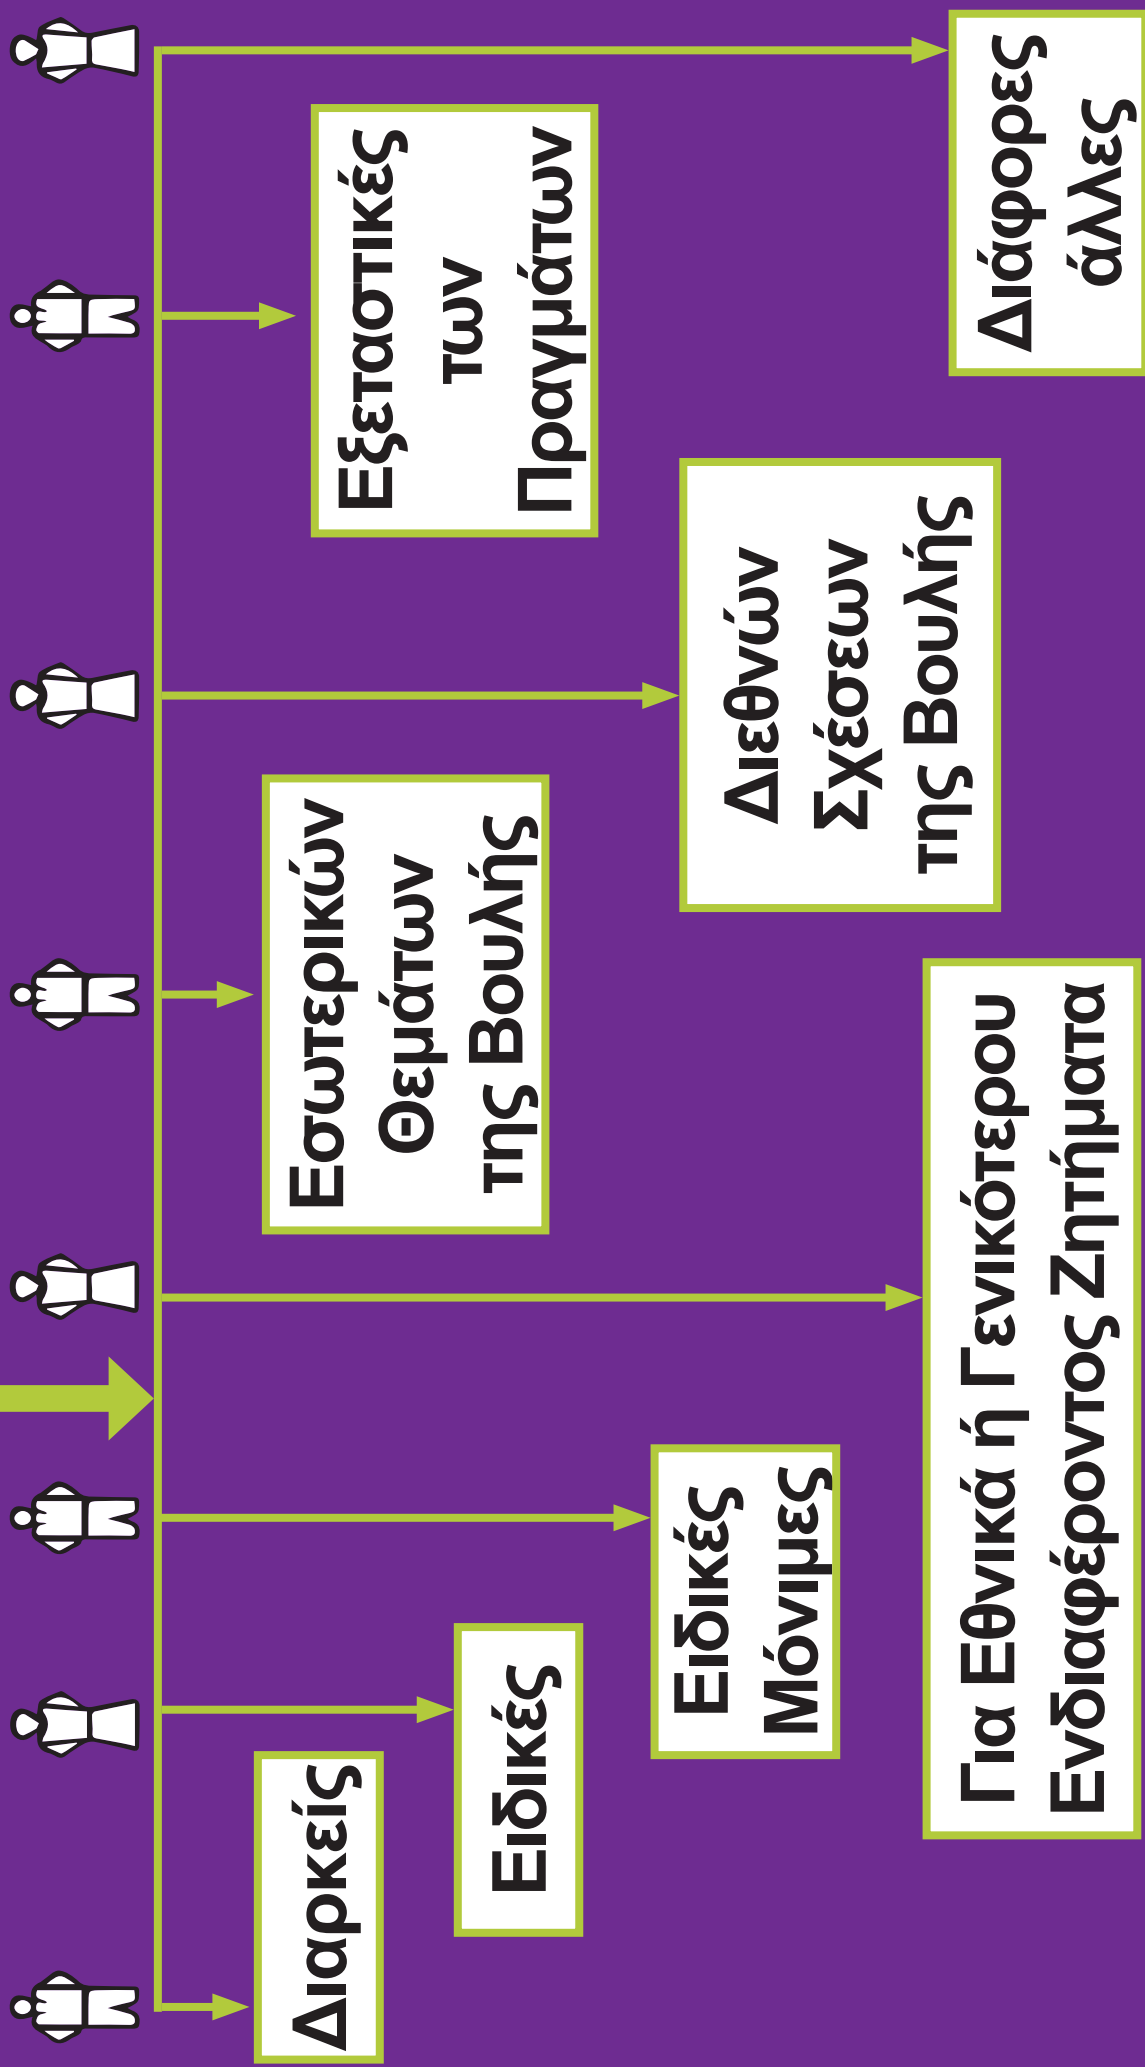 Διαρκείς
Ειδικές
Ειδικές
Μόνιμες
Για Εθνικά ή Γενικότερου
Ενδιαφέροντος Ζητήματα
Εσωτερικών
Θεμάτων
της Βουλής
Διεθνών
Σχέσεων
της Βουλής
Εξεταστικές
των
Πραγμάτων
Διάφορες
άλλες